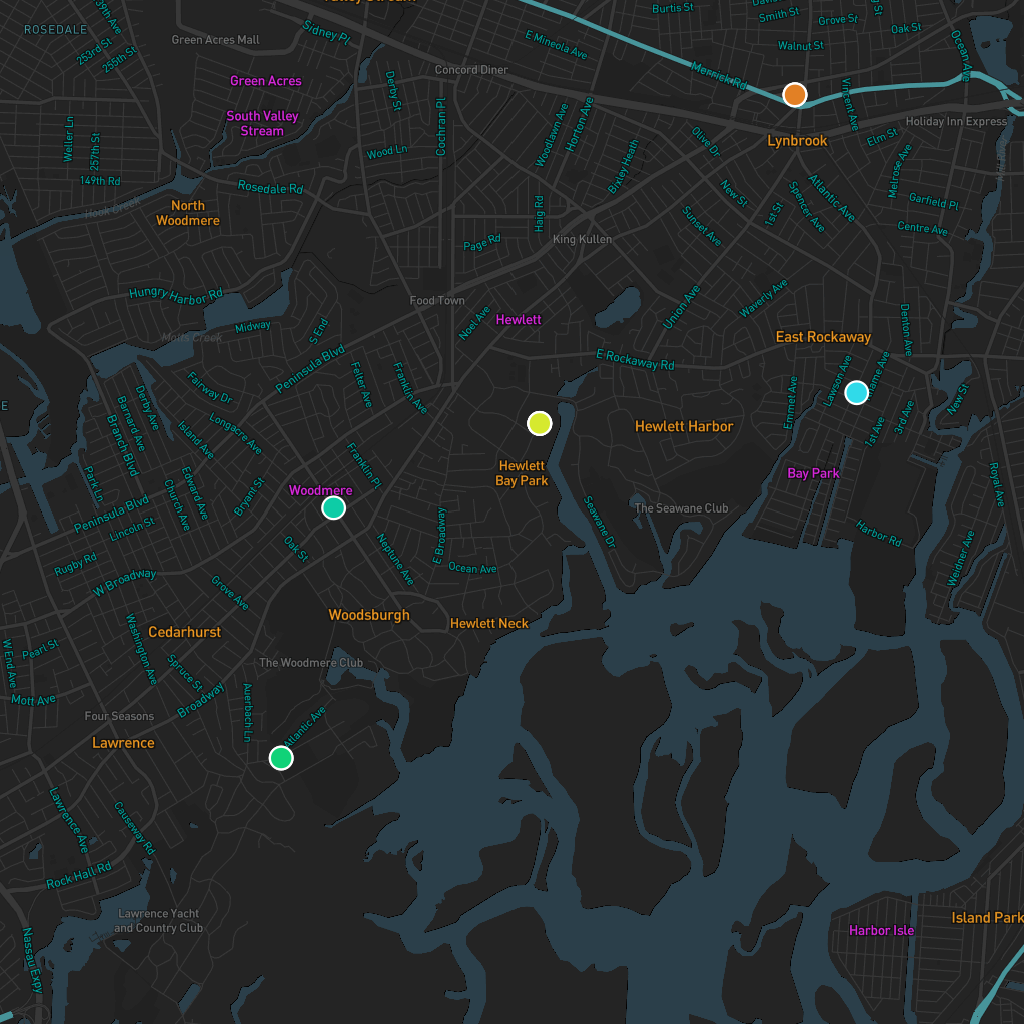 Valley Stream
Curtis St
Smith St
Grove St
Oak St
ROSEDALE
139th Ave
253rd St
255th St
Green Acres Mall
Sidney Pl
E Mineola Ave
Walnut St
Ocean Ave
Concord Diner
Merrick Rd
Green Acres
Derby St
Cochran Pl
Vincent Ave
South Valley
Stream
Woodlawn Ave
Horton Ave
Holiday Inn Express
Weller Ln
257th St
Wood Ln
Olive Dr
Lynbrook
Elm St
Bixley Heath
Melrose Ave
149th Rd
Rosedale Rd
New St
Spencer Ave
Atlantic Ave
Garfield Pl
Hook Creek
North
Woodmere
Haig Rd
1st St
Sunset Ave
Centre Ave
Page Rd
King Kullen
Hungry Harbor Rd
Food Town
Union Ave
Waverly Ave
Denton Ave
Midway
S End
Noel Ave
Hewlett
Motts Creek
East Rockaway
Peninsula Blvd
E Rockaway Rd
Felter Ave
Franklin Ave
Fairway Dr
Derby Ave
Barnard Ave
Emmet Ave
Lawson Ave
New St
Branch Blvd
Longacre Ave
Island Ave
Hewlett Harbor
1st Ave
3rd Ave
Franklin Pl
Hewlett
Bay Park
Bay Park
Park Ln
Edward Ave
Church Ave
Bryant St
Woodmere
Royal Ave
Peninsula Blvd
Lincoln St
E Broadway
Seawane Dr
The Seawane Club
Harbor Rd
Oak St
Neptune Ave
Rugby Rd
Ocean Ave
Weidner Ave
W Broadway
Grove Ave
Woodsburgh
Hewlett Neck
Cedarhurst
Washington Ave
W End Ave
Pearl St
Spruce St
The Woodmere Club
Mott Ave
Broadway
Auerbach Ln
Four Seasons
Atlantic Ave
Lawrence
Lawrence Ave
Causeway Rd
Rock Hall Rd
Lawrence Yacht
and Country Club
Harbor Isle
Island Park
Nassau Expy